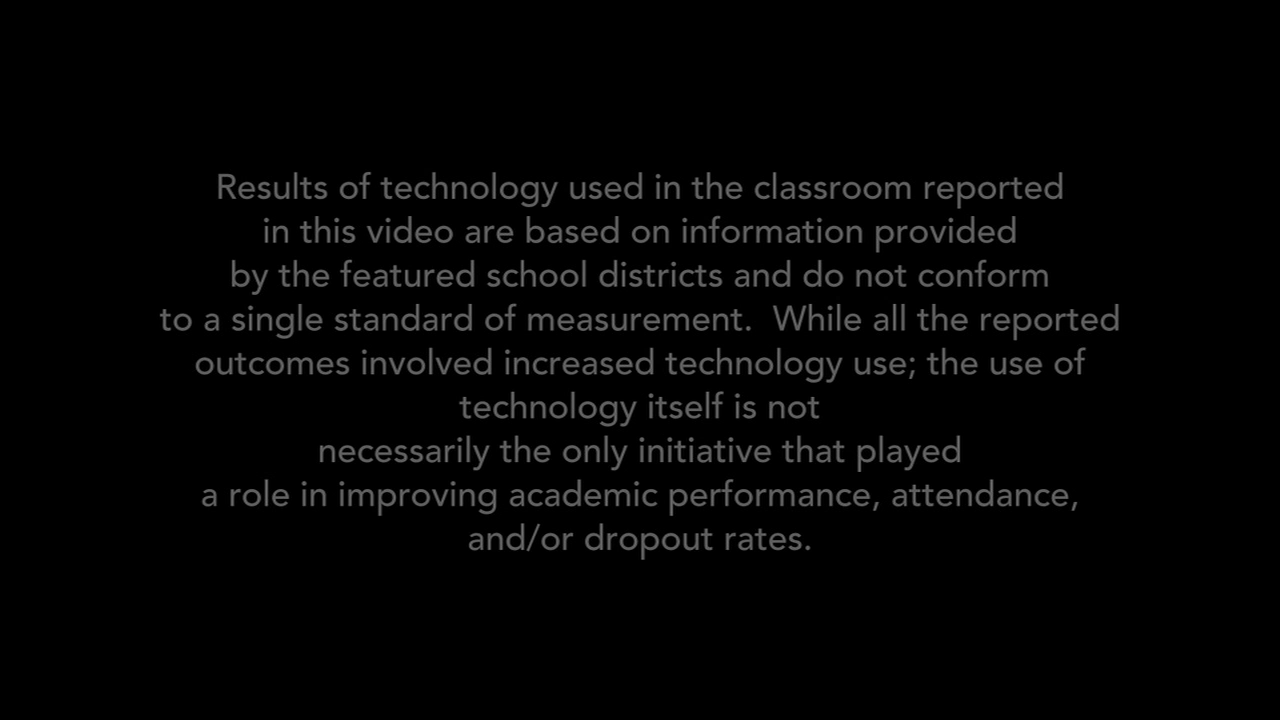 Results of technology used in the classroom reported
in this video are based on information provided
by the featured school districts and do not conform
to a single standard of measurement.  While all the reported
outcomes involved increased technology use; the use of
technology itself is not
necessarily the only initiative that played
a role in improving academic performance, attendance,
and/or dropout rates.